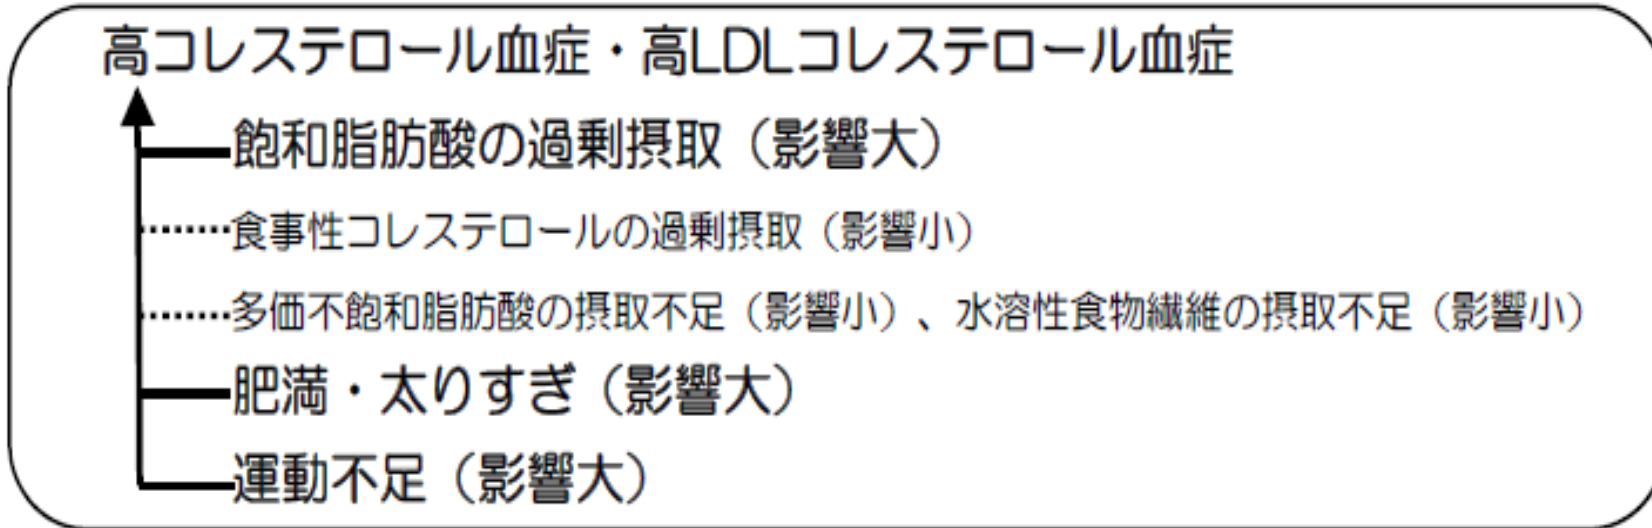 高コレステロール血症・高LDLコレステロール血症
飽和脂肪酸の過剰摂取（影響大）
食事性コレステロールの過剰摂取（影響小）
多価不飽和脂肪酸の摂取不足（影響小）、水溶性食物繊維の摂取不足（影響小）
肥満・太りすぎ（影響大）
運動不足（影響大）